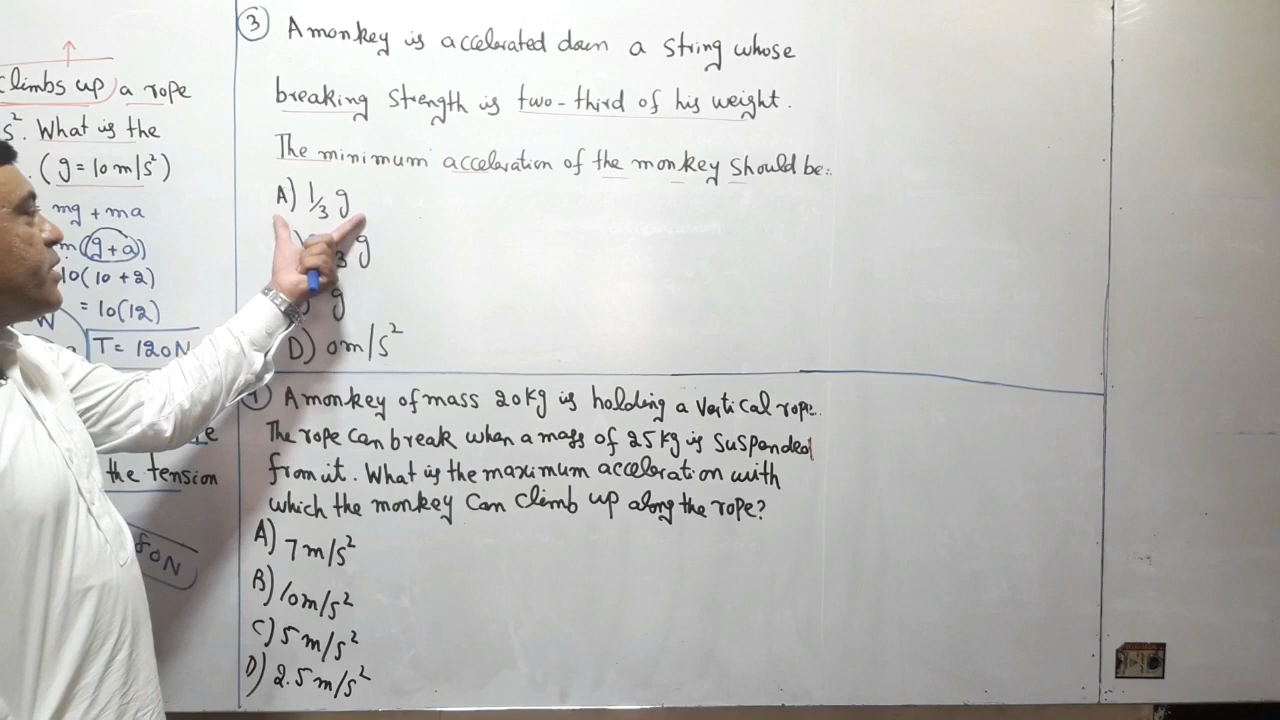 Climbs up a rope
s². What is the
(g = 10 m/s²)
mg + ma
m(g+a)
10(10+2)
= 10(12)
T = 120N
the tension
80N
③ A monkey is accelerated down a string whose
breaking strength is two-third of his weight.
The minimum acceleration of the monkey should be:.
A) 1/3 g
3 g
) g
D) 0 m/s²
A monkey of mass 20 Kg is holding a vertical rope.
The rope can break when a mass of 25 Kg is suspended
from it. What is the maximum acceleration with
which the monkey can climb up along the rope?
A) 7 m/s²
B) 10 m/s²
C) 5 m/s²
D) 2.5 m/s²